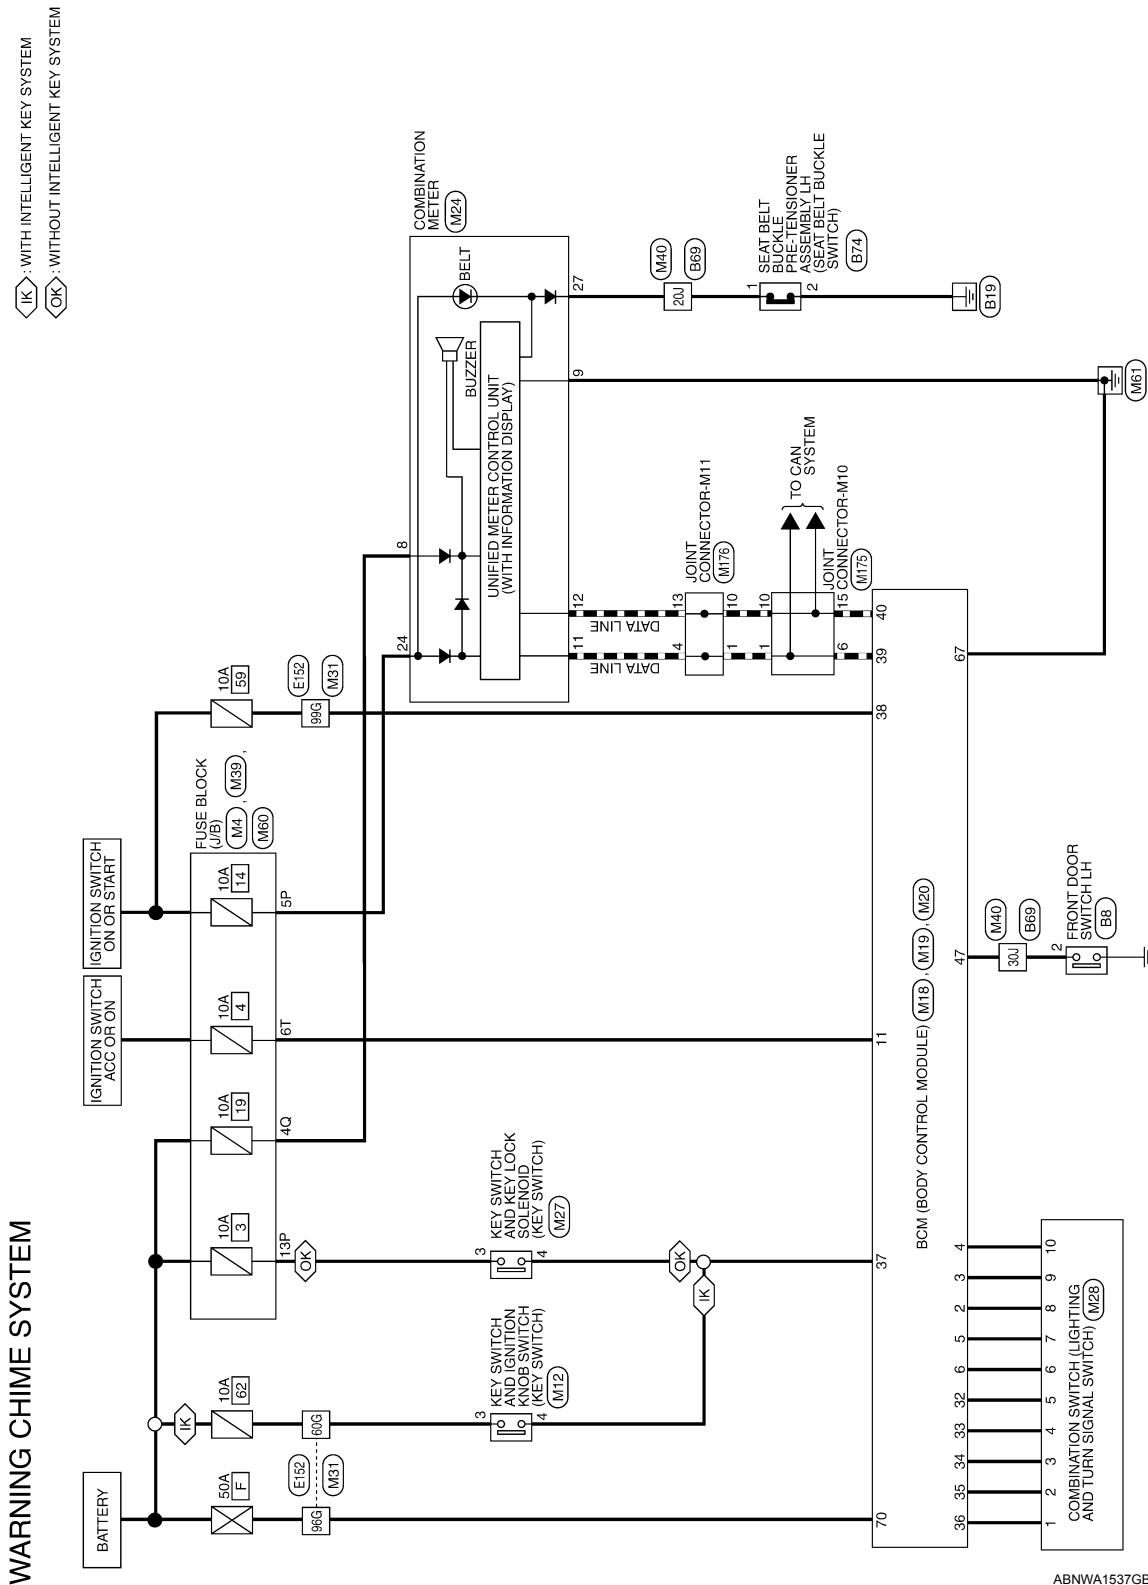 WARNING CHIME SYSTEM
IK : WITH INTELLIGENT KEY SYSTEM
OK : WITHOUT INTELLIGENT KEY SYSTEM
BATTERY
IGNITION SWITCH
ACC OR ON
IGNITION SWITCH
ON OR START
50A
F
IK
10A
62
10A
3
10A
19
10A
4
10A
14
FUSE BLOCK
(J/B)
M4 , M39 ,
M60
10A
59
13P
4Q
6T
5P
96G
E152
M31
60G
OK
99G
E152
M31
KEY SWITCH
AND IGNITION
KNOB SWITCH
(KEY SWITCH)
M12
3
4
KEY SWITCH
AND KEY LOCK
SOLENOID
(KEY SWITCH)
M27
3
4
OK
IK
24
8
COMBINATION
METER
M24
BUZZER
BELT
UNIFIED METER CONTROL UNIT
(WITH INFORMATION DISPLAY)
11
12
9
27
DATA LINE
DATA LINE
4
13
JOINT
CONNECTOR-M11
M176
1
10
1
10
TO CAN
SYSTEM
JOINT
CONNECTOR-M10
M175
6
15
M40
20J
B69
SEAT BELT
BUCKLE
PRE-TENSIONER
ASSEMBLY LH
(SEAT BELT BUCKLE
SWITCH)
B74
1
2
B19
M61
70
37
11
38
39
40
BCM (BODY CONTROL MODULE) M18 , M19 , M20
36
35
34
33
32
6
5
2
3
4
47
67
1
2
3
4
5
6
7
8
9
10
COMBINATION SWITCH (LIGHTING
AND TURN SIGNAL SWITCH) M28
M40
30J
B69
2
FRONT DOOR
SWITCH LH
B8
ABNWA1537GB